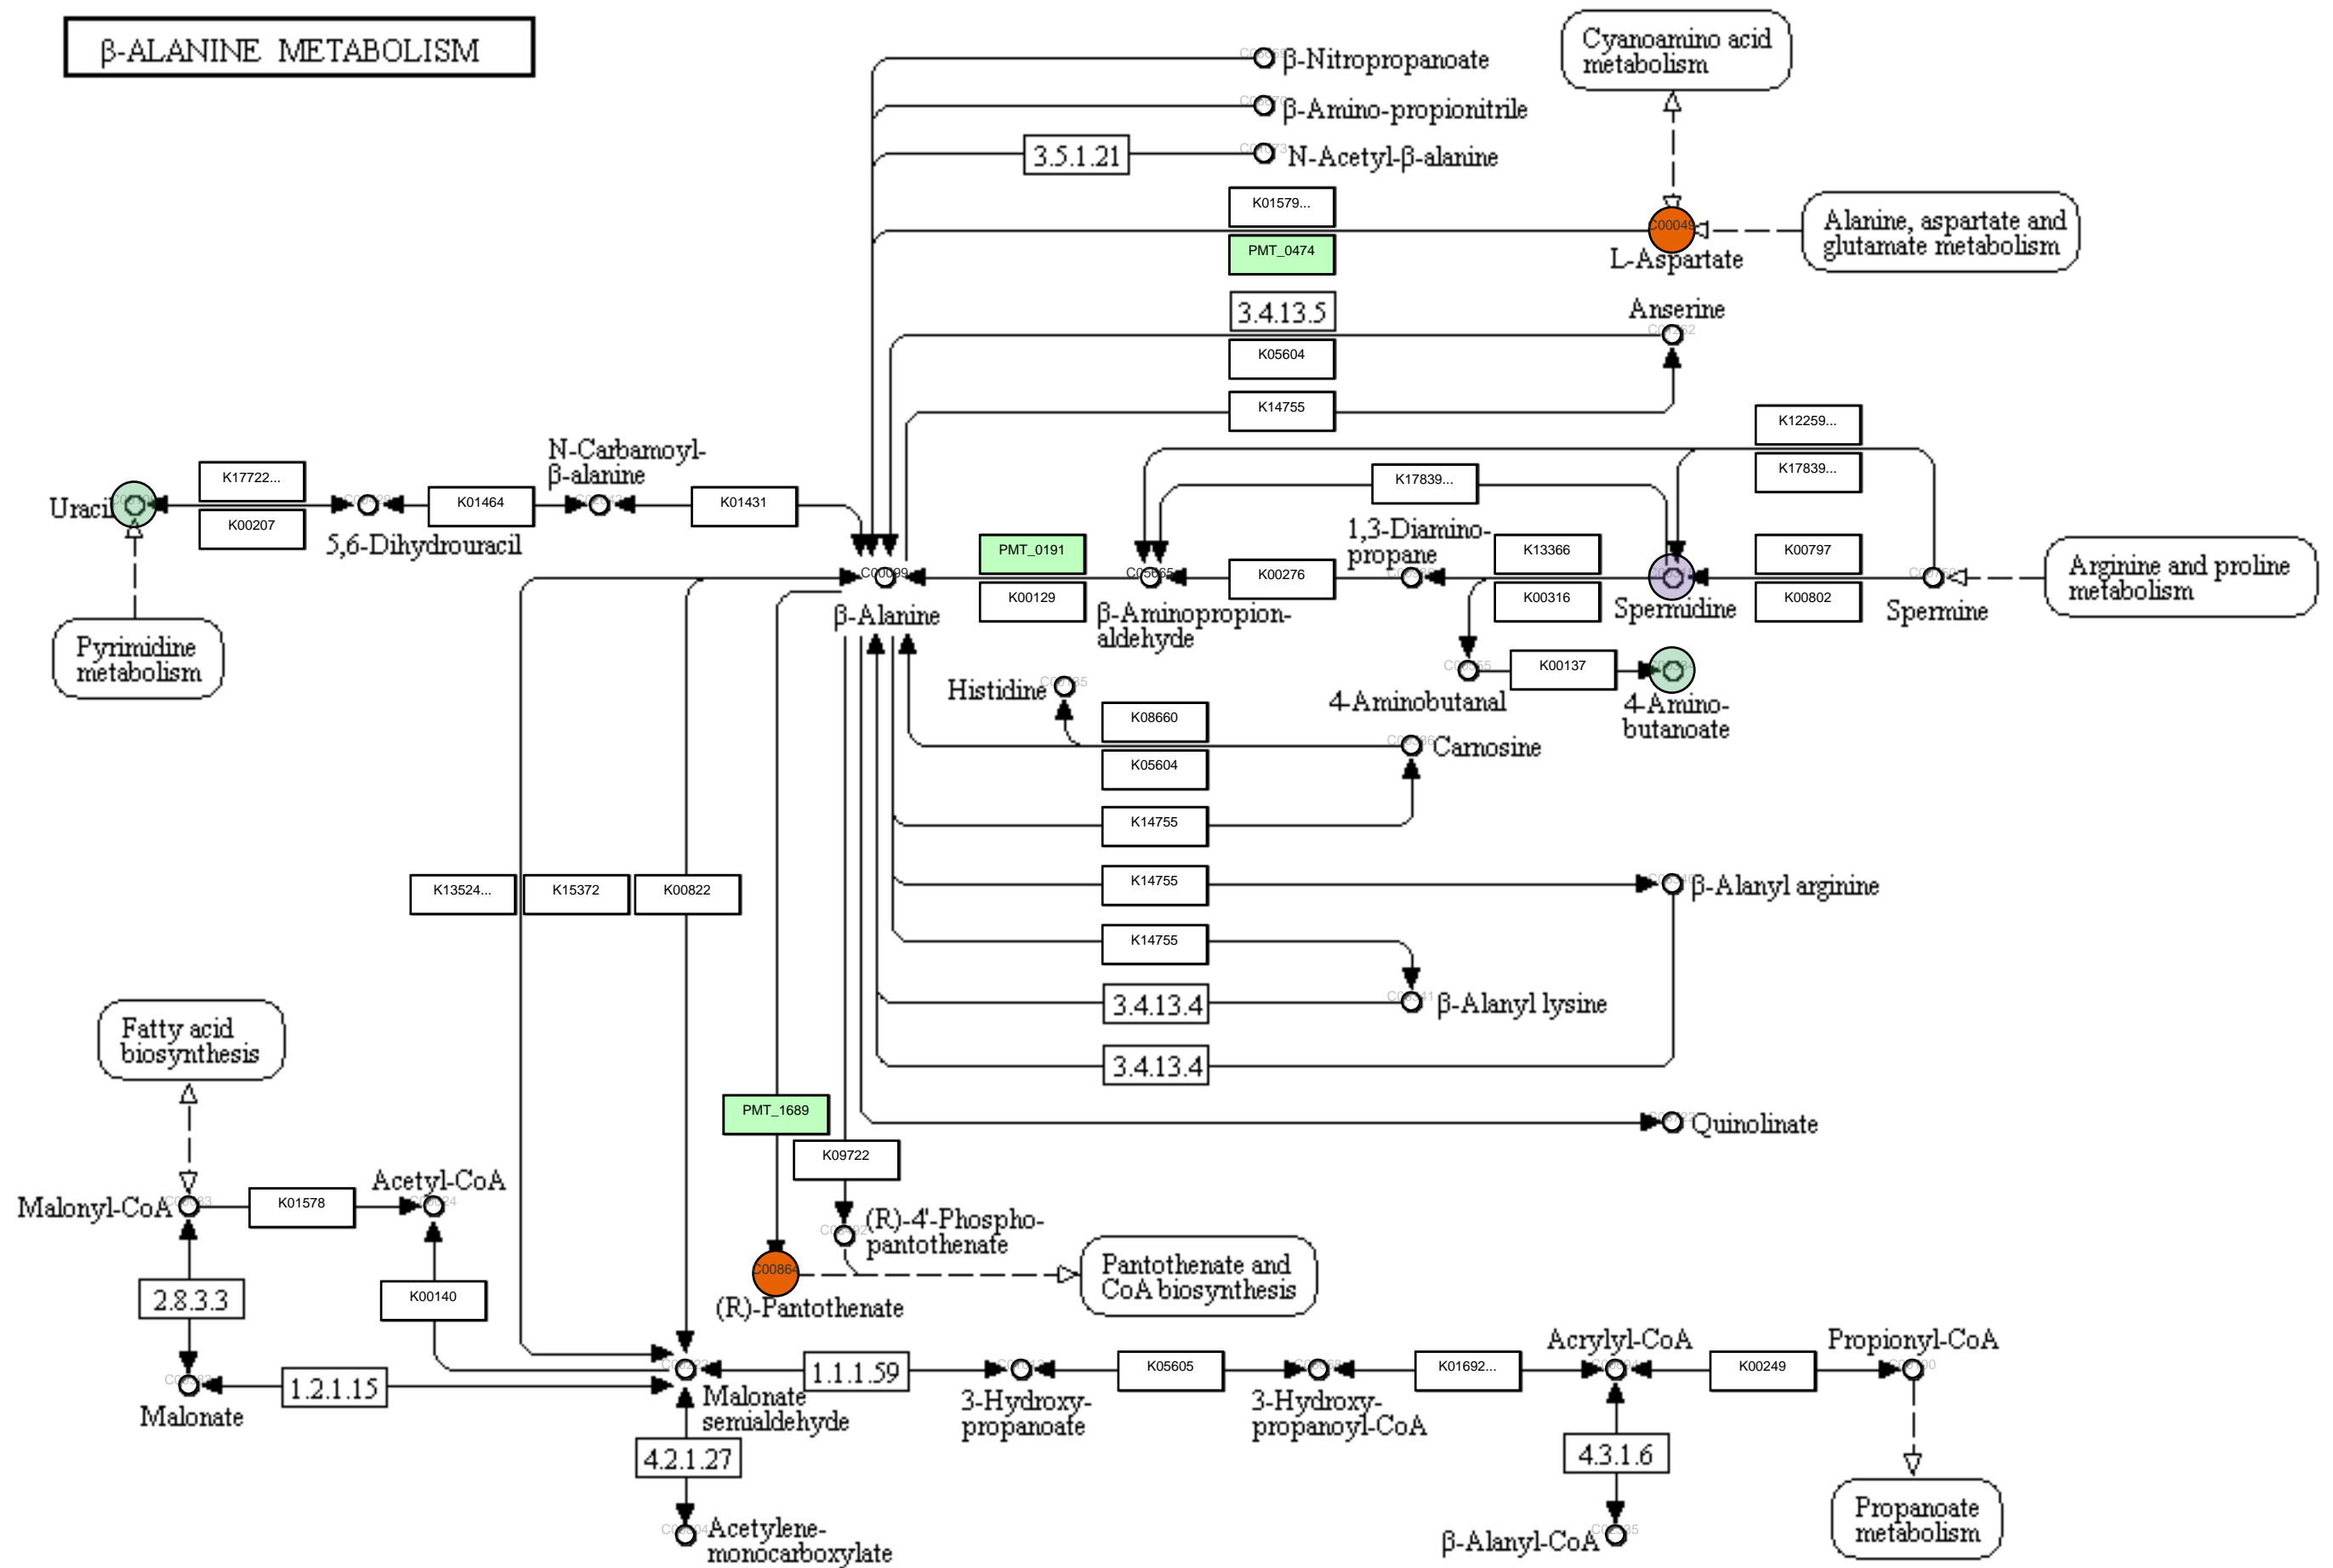 β-ALANINE METABOLISM
β-Nitropropanoate
β-Amino-propionitrile
3.5.1.21
N-Acetyl-β-alanine
Cyanoamino acid
metabolism
K01579...
PMT_0474
C00049
L-Aspartate
Alanine, aspartate and
glutamate metabolism
3.4.13.5
K05604
Anserine
K14755
K12259...
K17839...
K17839...
Uracil
K17722...
K00207
5,6-Dihydrouracil
K01464
N-Carbamoyl-
β-alanine
K01431
C00099
β-Alanine
PMT_0191
K00129
C05665
β-Aminopropion-
aldehyde
K00276
1,3-Diamino-
propane
K13366
K00316
Spermidine
K00797
K00802
Spermine
Arginine and proline
metabolism
Pyrimidine
metabolism
4-Aminobutanal
K00137
4-Amino-
butanoate
Histidine
K08660
K05604
Carnosine
K14755
K13524...
K15372
K00822
K14755
β-Alanyl arginine
K14755
3.4.13.4
β-Alanyl lysine
3.4.13.4
Fatty acid
biosynthesis
PMT_1689
Quinolinate
K09722
Malonyl-CoA
K01578
Acetyl-CoA
(R)-4'-Phospho-
pantothenate
C00864
(R)-Pantothenate
Pantothenate and
CoA biosynthesis
2.8.3.3
K00140
Malonate
1.2.1.15
Malonate
semialdehyde
1.1.1.59
3-Hydroxy-
propanoate
K05605
3-Hydroxy-
propanoyl-CoA
K01692...
Acrylyl-CoA
K00249
Propionyl-CoA
4.2.1.27
Acetylene-
monocarboxylate
4.3.1.6
β-Alanyl-CoA
Propanoate
metabolism